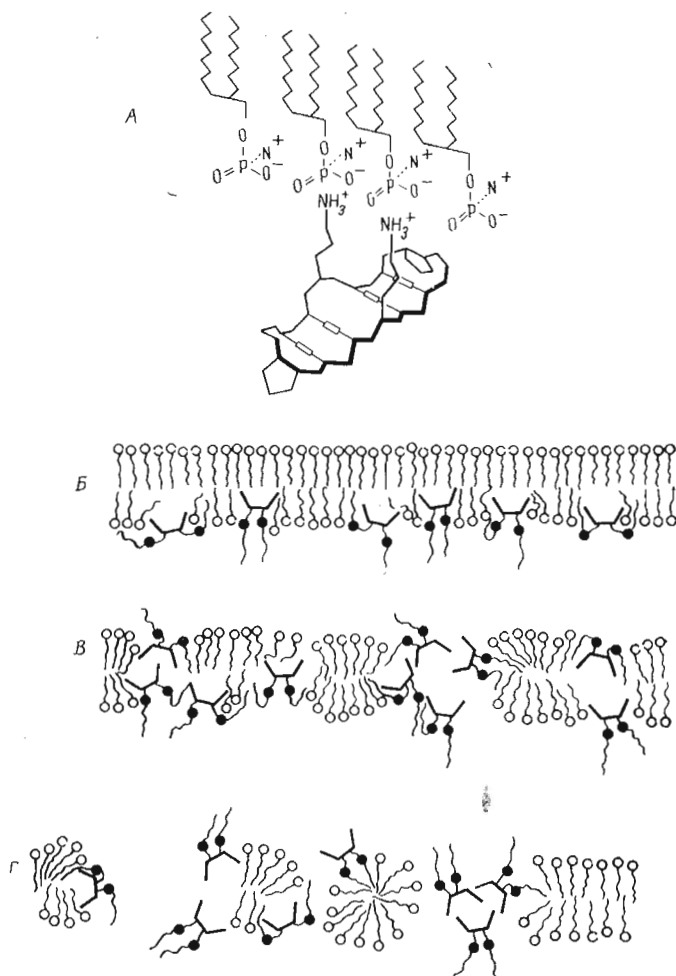 А
O O O O
N⁺ N⁺ N⁺ N⁺
O=P O⁻ O=P O⁻ O=P O⁻ O=P O⁻
NH₃⁺ NH₃⁺
Б
В
Г